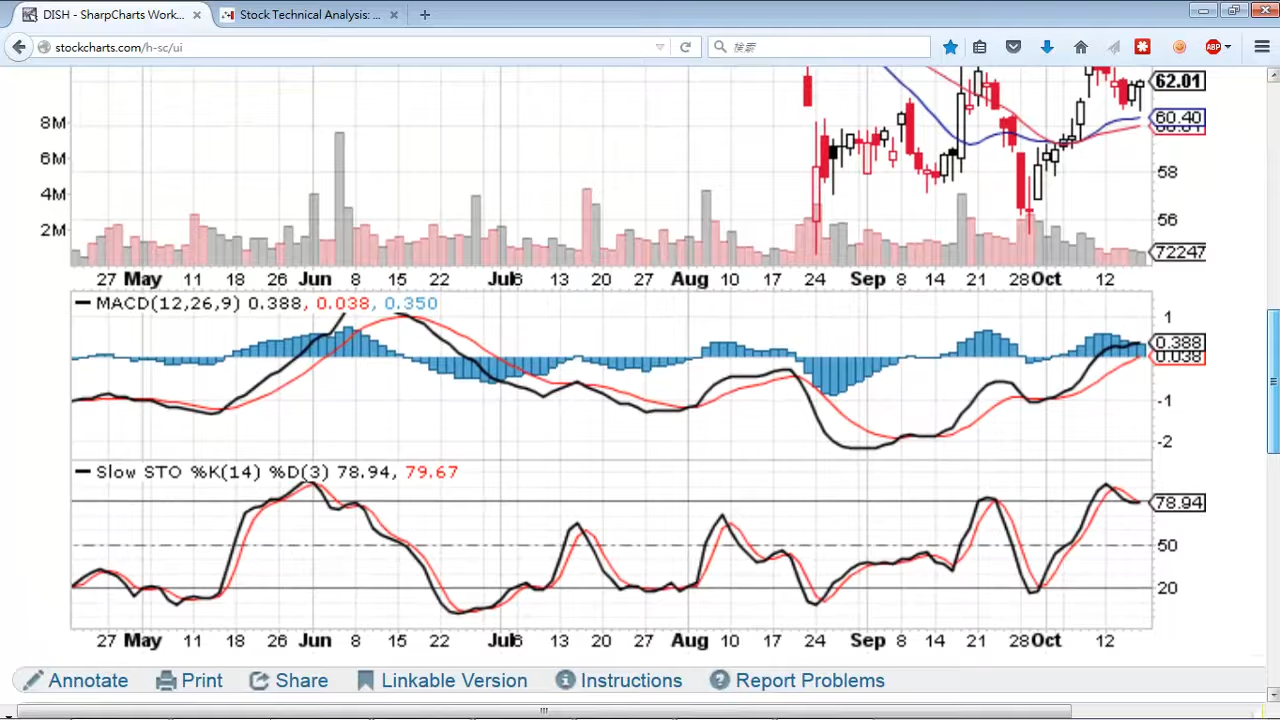 DISH - SharpCharts Work...
Stock Technical Analysis: ...
stockcharts.com/h-sc/ui
搜尋
ABP
62.01
60.40
8M
6M
58
4M
56
2M
72247
27 May 11 18 26 Jun 8 15 22 Jul 6 13 20 27 Aug 10 17 24 Sep 8 14 21 28 Oct 12
MACD(12,26,9) 0.388, 0.038, 0.350
1
0.388
0.038
-1
-2
Slow STO %K(14) %D(3) 78.94, 79.67
78.94
50
20
27 May 11 18 26 Jun 8 15 22 Jul 6 13 20 27 Aug 10 17 24 Sep 8 14 21 28 Oct 12
Annotate Print Share Linkable Version Instructions Report Problems